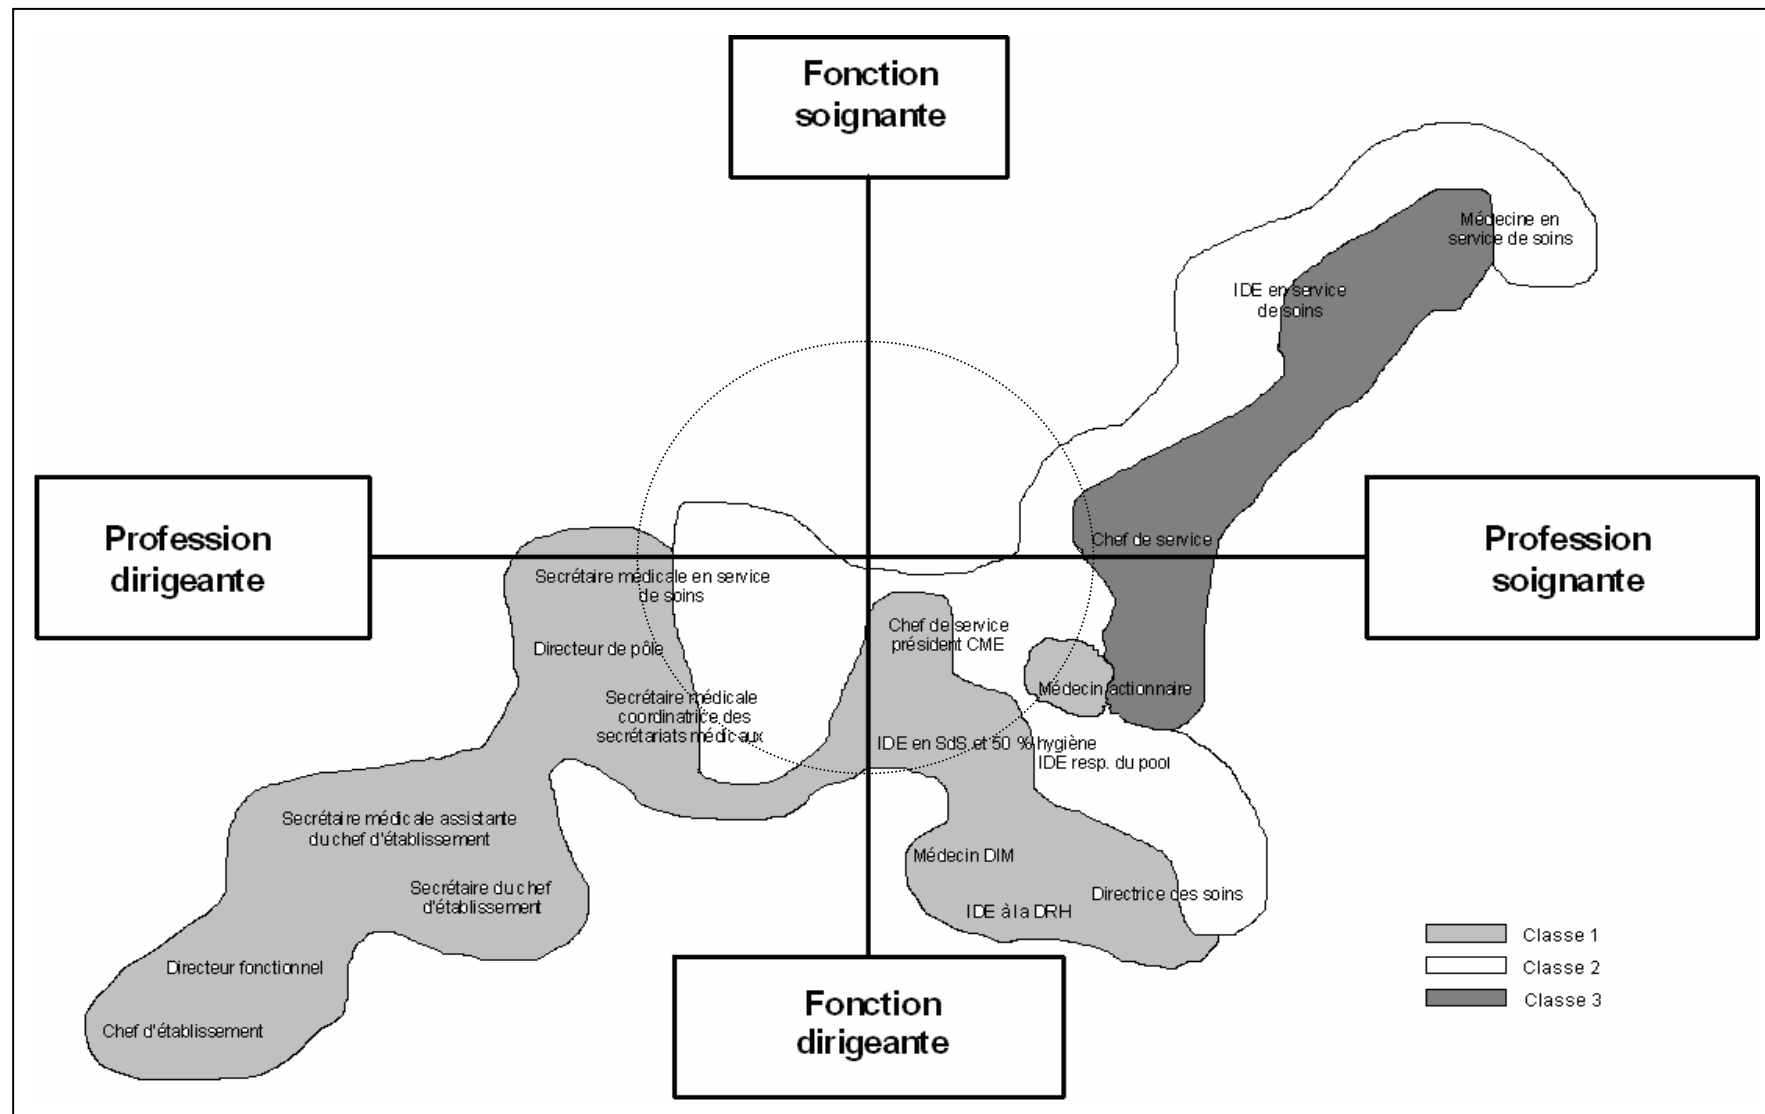 Fonction
soignante
Médecine en
service de soins
IDE en service
de soins
Profession
dirigeante
Chef de service
Profession
soignante
Secrétaire médicale en service
de soins
Chef de service
président CME
Directeur de pôle
Médecin actionnaire
Secrétaire médicale
coordinatrice des
secrétariats médicaux
IDE en SdS et 50 % hygiène
IDE resp. du pool
Secrétaire médicale assistante
du chef d'établissement
Médecin DIM
Secrétaire du chef
d'établissement
Directrice des soins
IDE à la DRH
Directeur fonctionnel
Chef d'établissement
Fonction
dirigeante
Classe 1
Classe 2
Classe 3